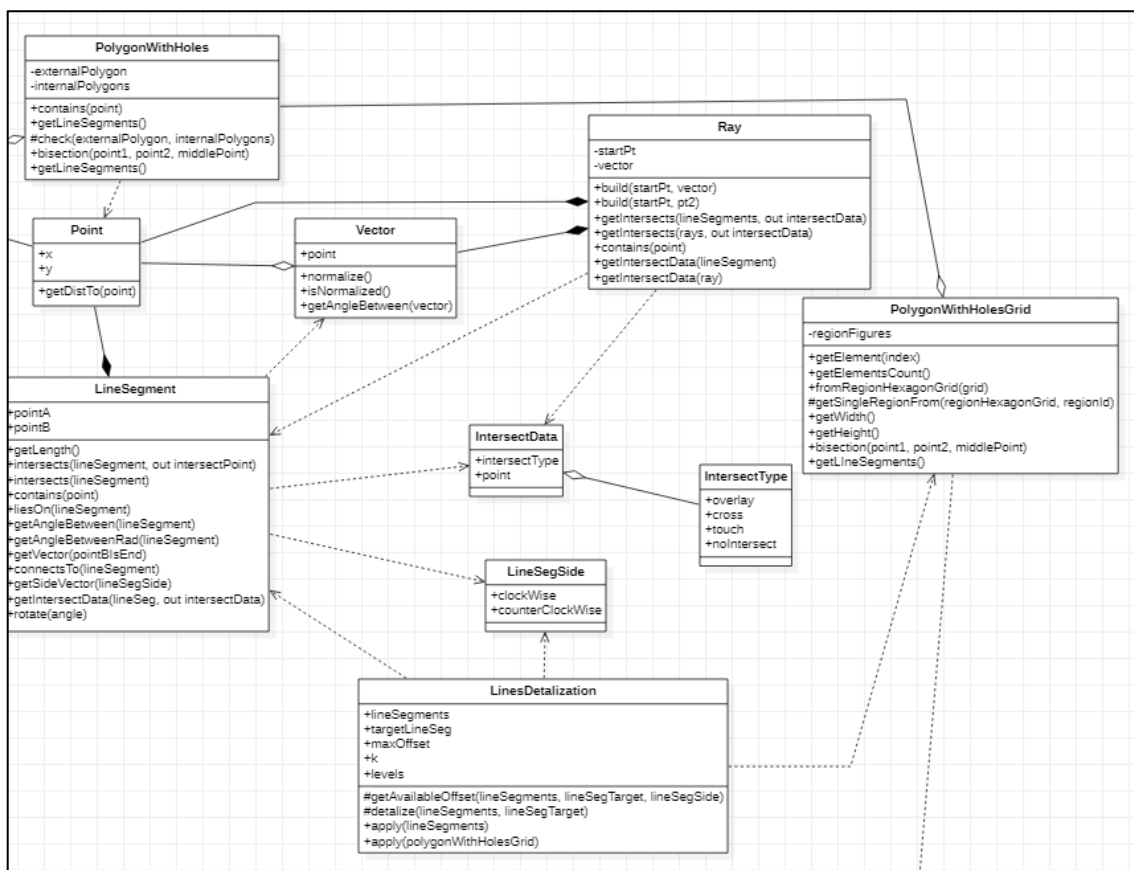 PolygonWithHoles
-externalPolygon
-internalPolygons
+contains(point)
+getLineSegments()
#check(externalPolygon, internalPolygons)
+bisection(point1, point2, middlePoint)
+getLineSegments()
Ray
-startPt
-vector
+build(startPt, vector)
+build(startPt, pt2)
+getIntersects(lineSegments, out intersectData)
+getIntersects(rays, out intersectData)
+contains(point)
+getIntersectData(lineSegment)
+getIntersectData(ray)
Point
+x
+y
+getDistTo(point)
Vector
+point
+normalize()
+isNormalized()
+getAngleBetween(vector)
PolygonWithHolesGrid
-regionFigures
+getElement(index)
+getElementsCount()
+fromRegionHexagonGrid(grid)
#getSingleRegionFrom(regionHexagonGrid, regionId)
+getWidth()
+getHeight()
+bisection(point1, point2, middlePoint)
+getLIneSegments()
LineSegment
+pointA
+pointB
+getLength()
+intersects(lineSegment, out intersectPoint)
+intersects(lineSegment)
+contains(point)
+liesOn(lineSegment)
+getAngleBetween(lineSegment)
+getAngleBetweenRad(lineSegment)
+getVector(pointBIsEnd)
+connectsTo(lineSegment)
+getSideVector(lineSegSide)
+getIntersectData(lineSeg, out intersectData)
+rotate(angle)
IntersectData
+intersectType
+point
IntersectType
+overlay
+cross
+touch
+noIntersect
LineSegSide
+clockWise
+counterClockWise
LinesDetalization
+lineSegments
+targetLineSeg
+maxOffset
+k
+levels
#getAvailableOffset(lineSegments, lineSegTarget, lineSegSide)
#detalize(lineSegments, lineSegTarget)
+apply(lineSegments)
+apply(polygonWithHolesGrid)